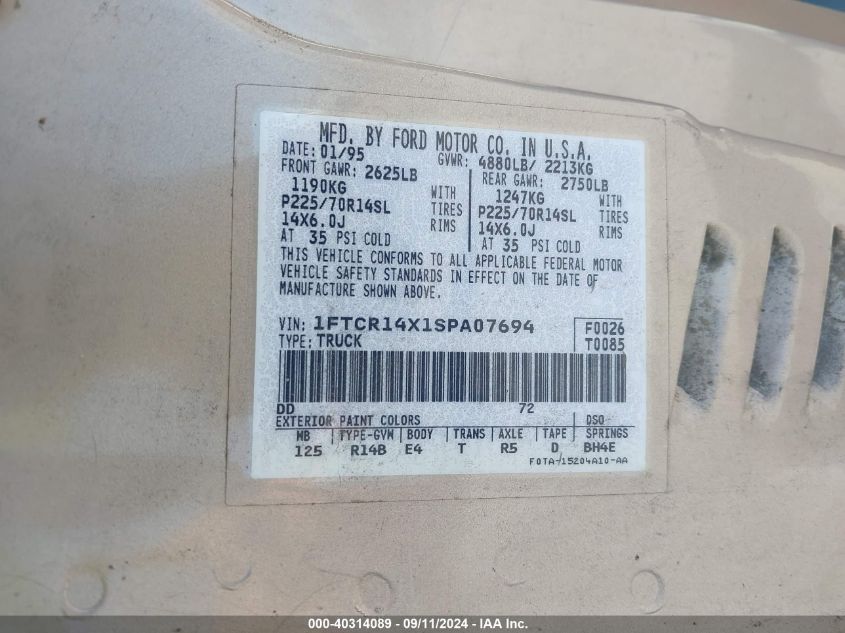 MFD. BY FORD MOTOR CO. IN U.S.A.
DATE: 01/95 GVWR: 4880LB/ 2213KG
FRONT GAWR: 2625LB REAR GAWR: 2750LB
1190KG WITH 1247KG WITH
P225/70R14SL TIRES P225/70R14SL TIRES
14X6.0J RIMS 14X6.0J RIMS
AT 35 PSI COLD AT 35 PSI COLD
THIS VEHICLE CONFORMS TO ALL APPLICABLE FEDERAL MOTOR
VEHICLE SAFETY STANDARDS IN EFFECT ON THE DATE OF
MANUFACTURE SHOWN ABOVE.
VIN: 1FTCR14X1SPA07694 F0026
TYPE: TRUCK T0085
DD 72
EXTERIOR PAINT COLORS DSO
WB TYPE-GVW BODY TRANS AXLE TAPE SPRINGS
125 R14B E4 T R5 D BH4E
F0TA-15204A10-AA
000-40314089 - 09/11/2024 - IAA Inc.